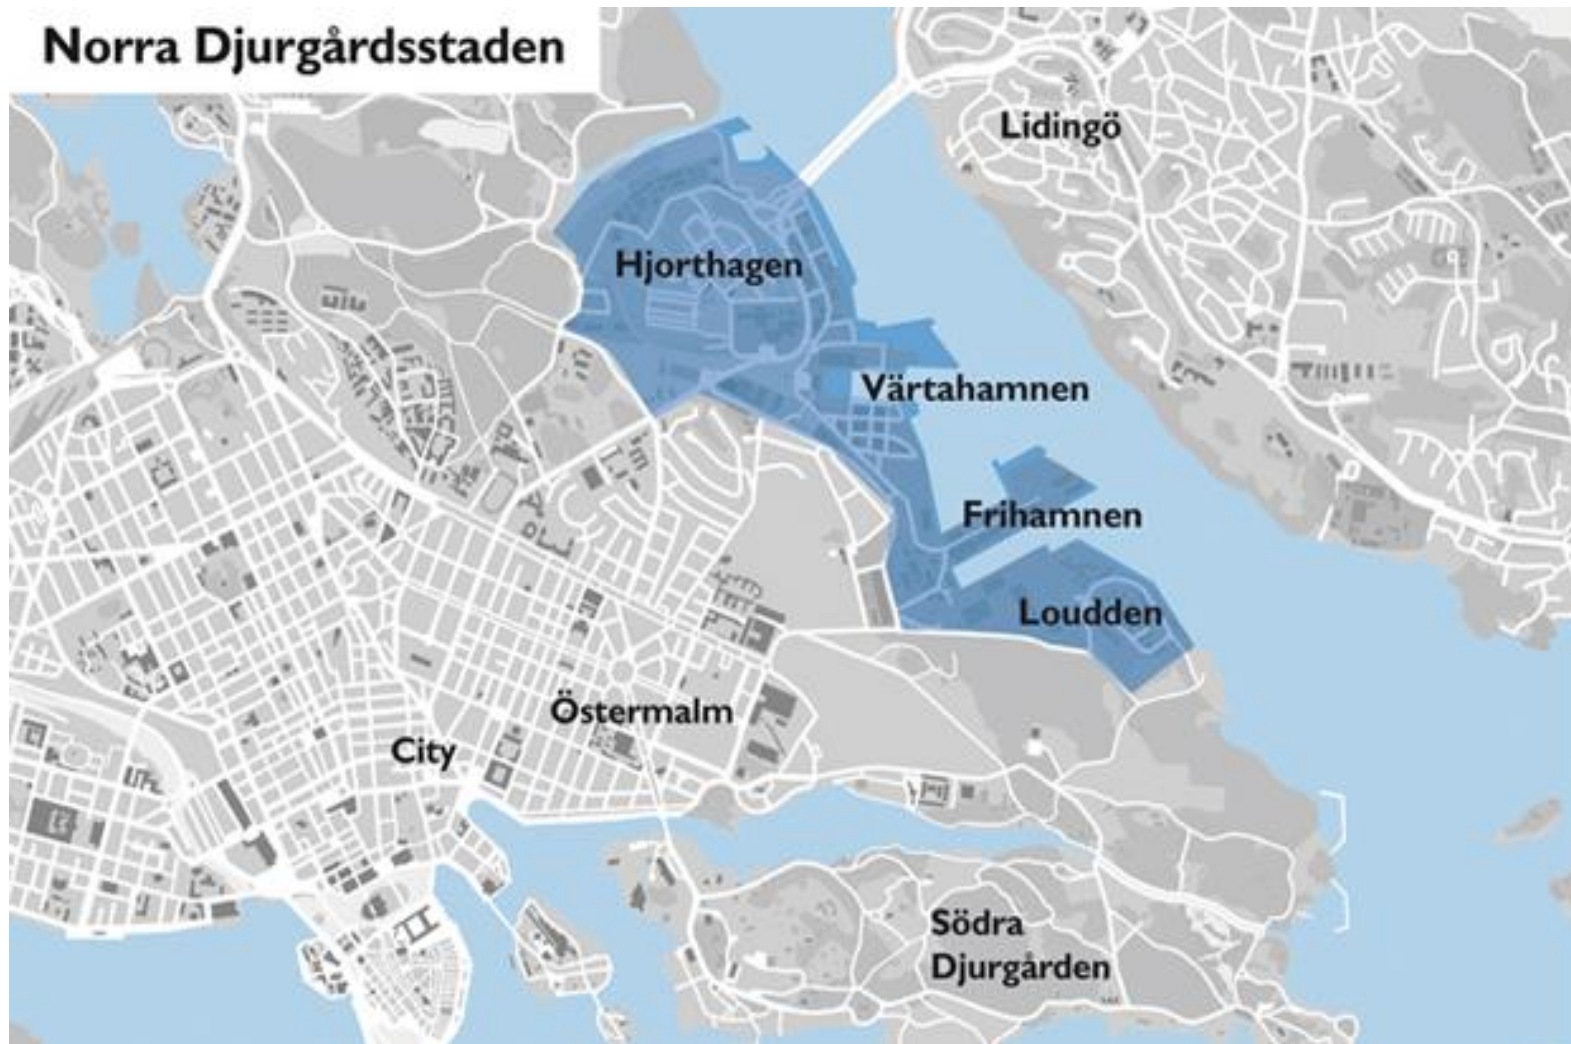 Norra Djurgårdsstaden
Lidingö
Hjorthagen
Värtahamnen
Frihamnen
Loudden
Östermalm
City
Södra
Djurgården